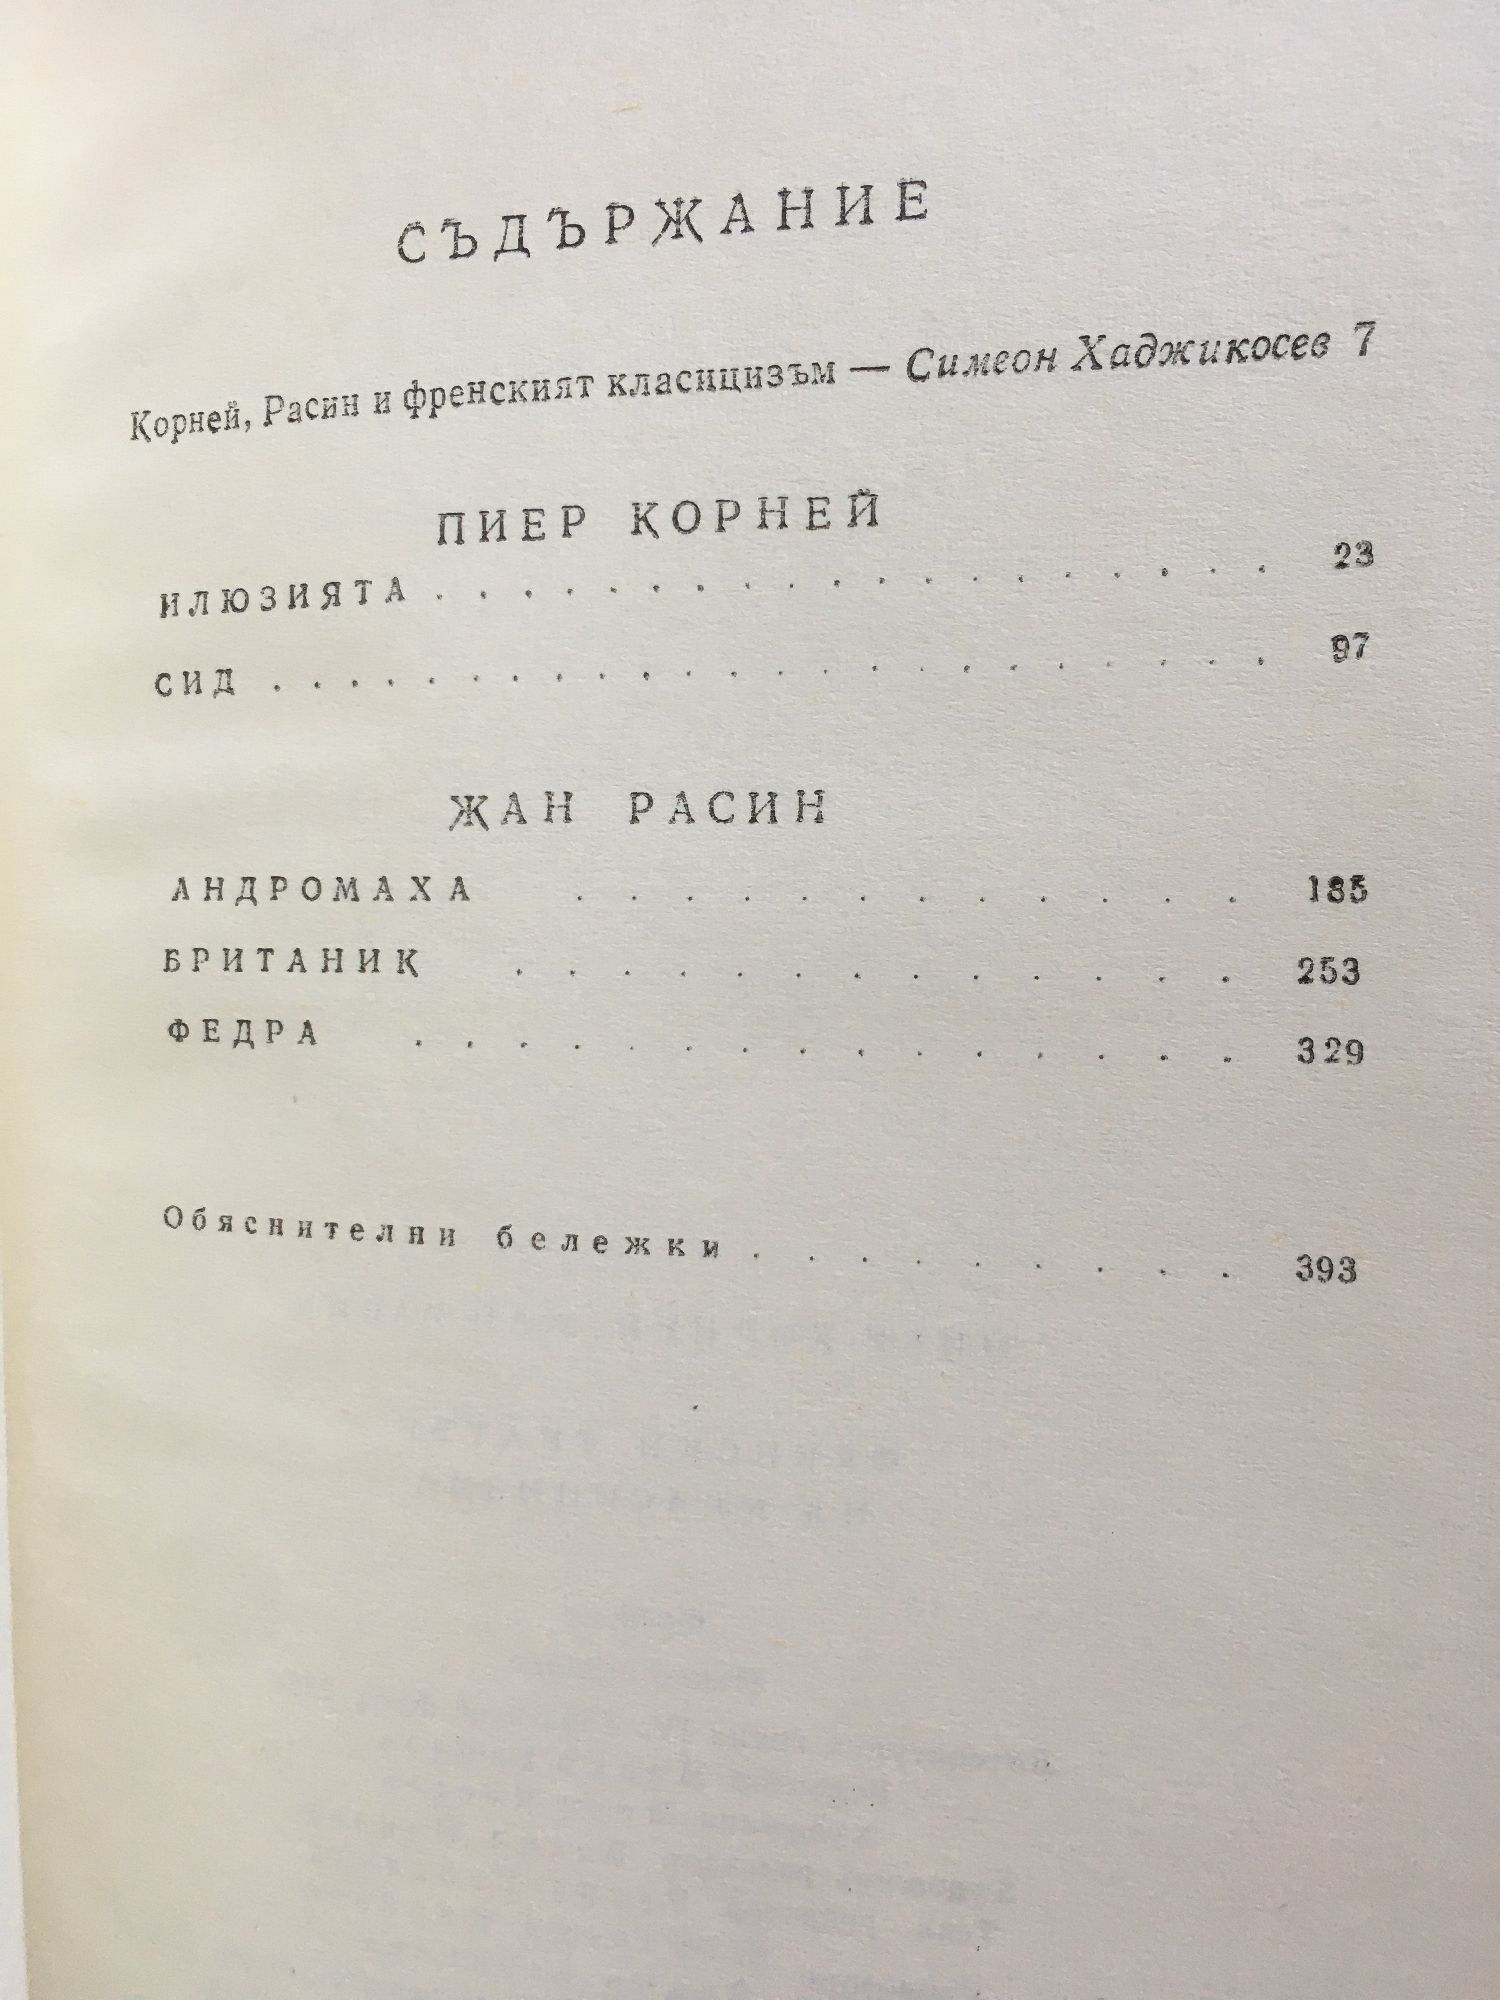 СЪДЪРЖАНИЕ
Корней, Расин и френският класицизъм — Симеон Хаджикосев 7
ПИЕР КОРНЕЙ
ИЛЮЗИЯТА . . . . . . . . . . . . . . . . . . . 23
СИД . . . . . . . . . . . . . . . . . . . . . . . . 97
ЖАН РАСИН
АНДРОМАХА . . . . . . . . . . . . 185
БРИТАНИК . . . . . . . . . . . . . 253
ФЕДРА . . . . . . . . . . . . . . . 329
Обяснителни бележки . . . . . . . . . 393